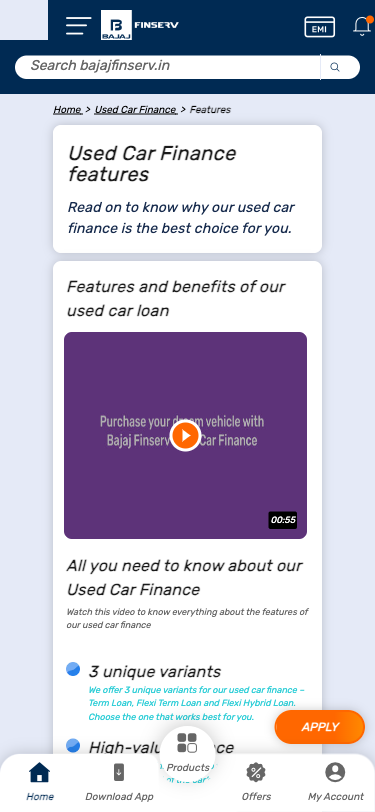 BAJAJ FINSERV
EMI
Search bajajfinserv.in
Home > Used Car Finance > Features
Used Car Finance
features
Read on to know why our used car
finance is the best choice for you.
Features and benefits of our
used car loan
Purchase your dream vehicle with
Bajaj Finserv Car Finance
00:55
All you need to know about our
Used Car Finance
Watch this video to know everything about the features of
our used car finance
3 unique variants
We offer 3 unique variants for our used car finance –
Term Loan, Flexi Term Loan and Flexi Hybrid Loan.
Choose the one that works best for you.
APPLY
of the car
Home
Download App
Products
Offers
My Account